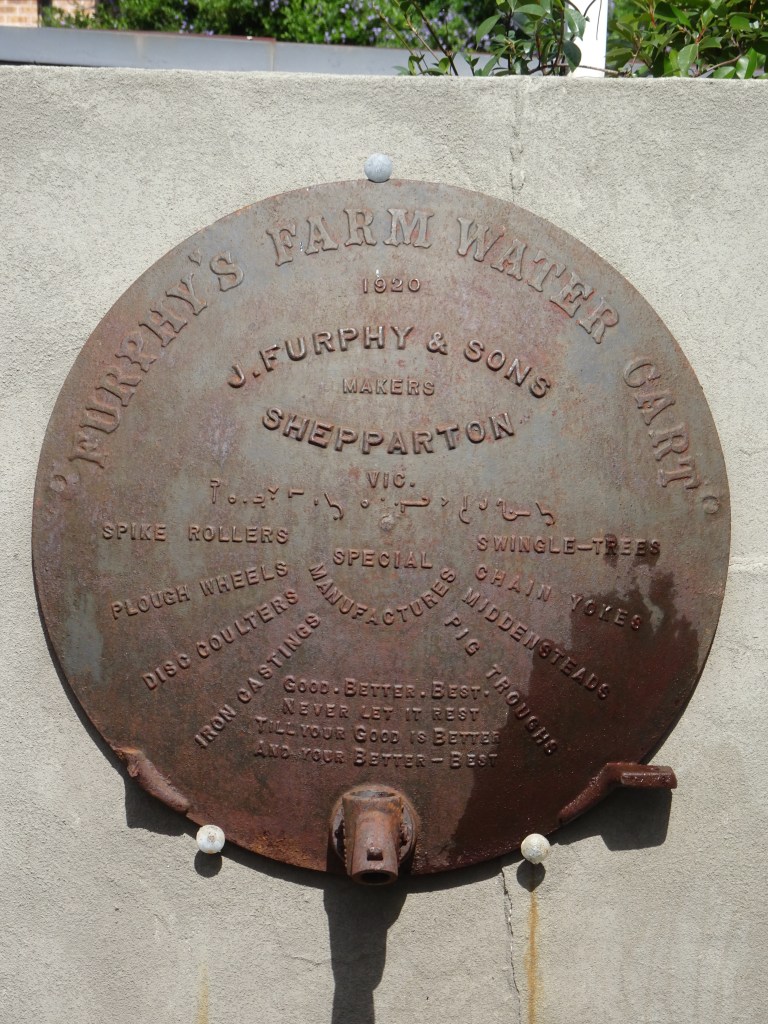 "FURPHY'S FARM WATER CART"
1920
J. FURPHY & SONS
MAKERS
SHEPPARTON
VIC.
SPIKE ROLLERS
PLOUGH WHEELS
DISC COULTERS
IRON CASTINGS
SPECIAL
MANUFACTURES
SWINGLE-TREES
CHAIN YOKES
MIDDENSTEADS
PIG TROUGHS
GOOD. BETTER. BEST.
NEVER LET IT REST
TILL YOUR GOOD IS BETTER
AND YOUR BETTER - BEST